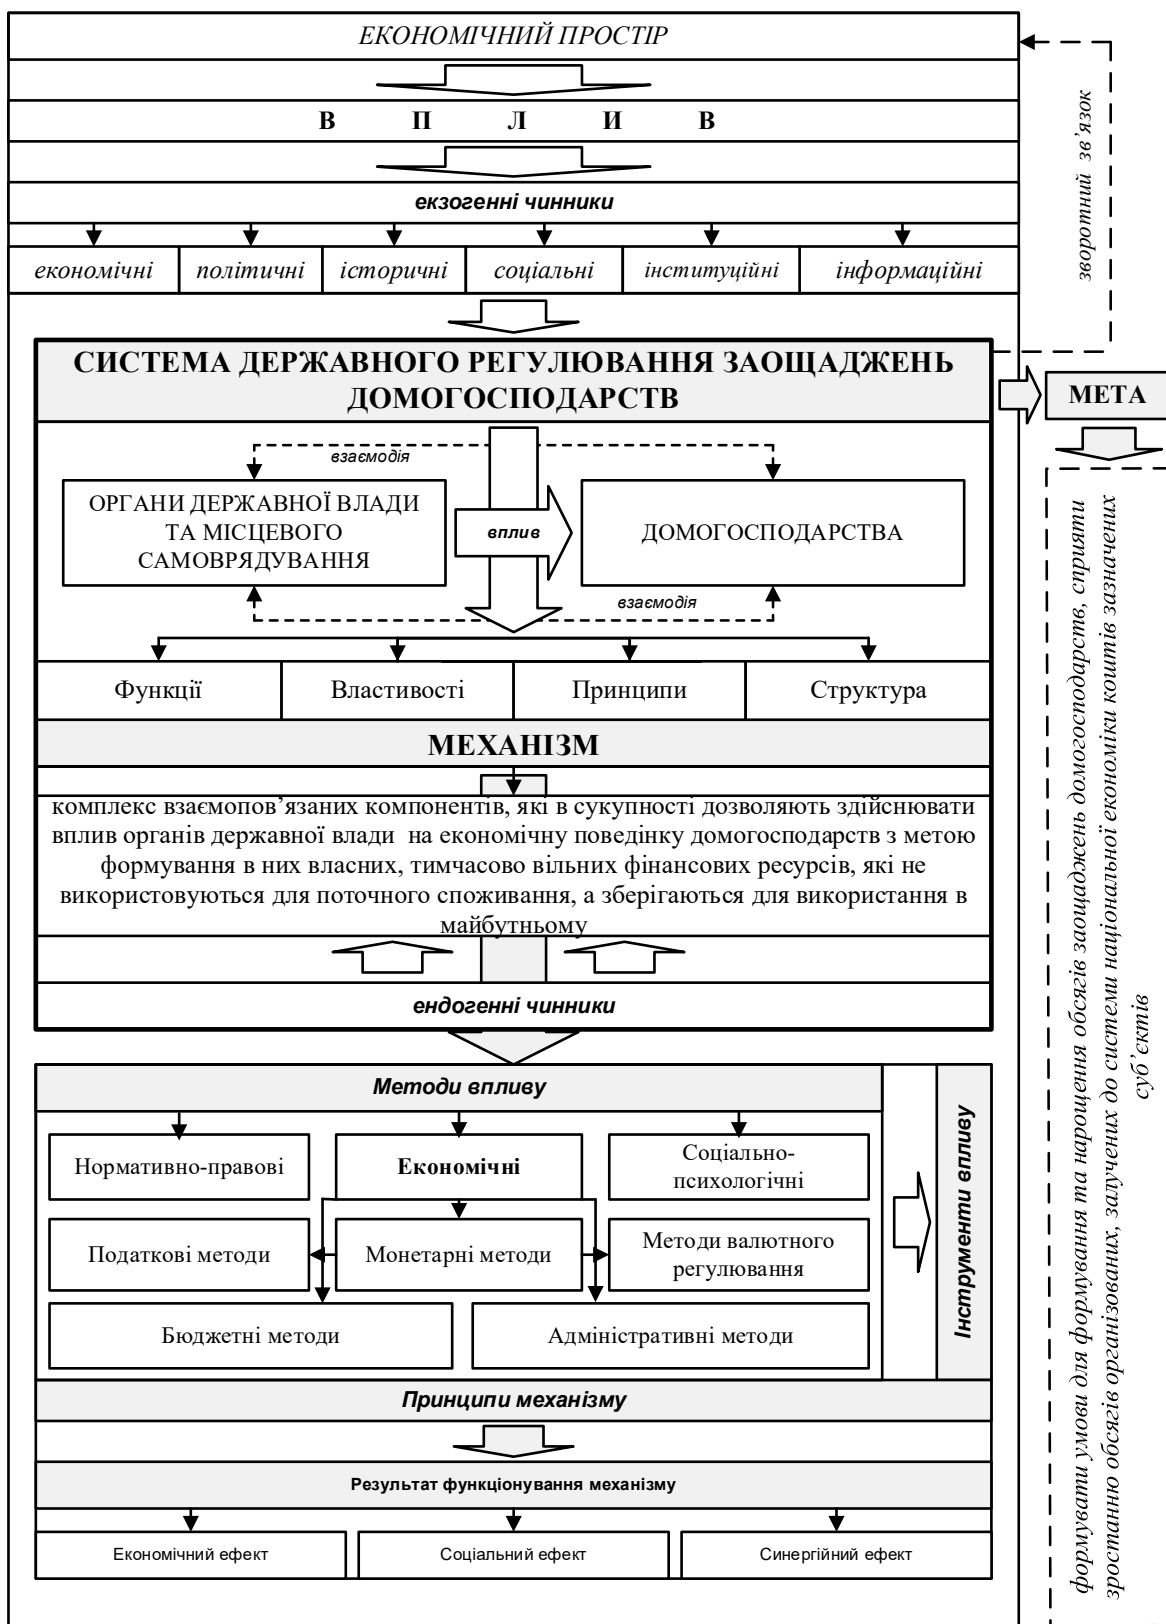 ЕКОНОМІЧНИЙ ПРОСТІР
В П Л И В
екзогенні чинники
економічні
політичні
історичні
соціальні
інституційні
інформаційні
зворотний зв’язок
СИСТЕМА ДЕРЖАВНОГО РЕГУЛЮВАННЯ ЗАОЩАДЖЕНЬ
ДОМОГОСПОДАРСТВ
МЕТА
взаємодія
ОРГАНИ ДЕРЖАВНОЇ ВЛАДИ
ТА МІСЦЕВОГО
САМОВРЯДУВАННЯ
вплив
ДОМОГОСПОДАРСТВА
взаємодія
Функції
Властивості
Принципи
Структура
МЕХАНІЗМ
комплекс взаємопов’язаних компонентів, які в сукупності дозволяють здійснювати
вплив органів державної влади на економічну поведінку домогосподарств з метою
формування в них власних, тимчасово вільних фінансових ресурсів, які не
використовуються для поточного споживання, а зберігаються для використання в
майбутньому
ендогенні чинники
формувати умови для формування та нарощення обсягів заощаджень домогосподарств, сприяти
зростанню обсягів організованих, залучених до системи національної економіки коштів зазначених
суб’єктів
Методи впливу
Нормативно-правові
Економічні
Соціально-
психологічні
Податкові методи
Монетарні методи
Методи валютного
регулювання
Бюджетні методи
Адміністративні методи
Інструменти впливу
Принципи механізму
Результат функціонування механізму
Економічний ефект
Соціальний ефект
Синергійний ефект